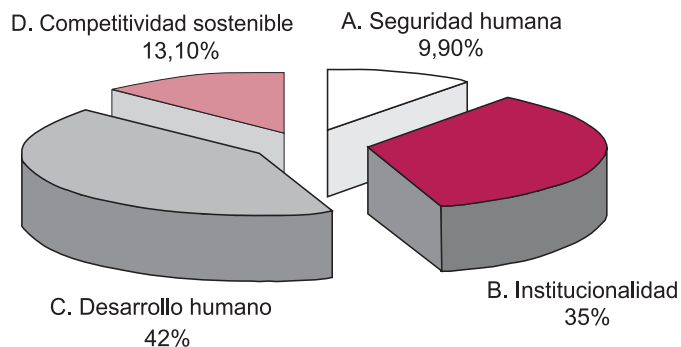 D. Competitividad sostenible
13,10%
A. Seguridad humana
9,90%
C. Desarrollo humano
42%
B. Institucionalidad
35%